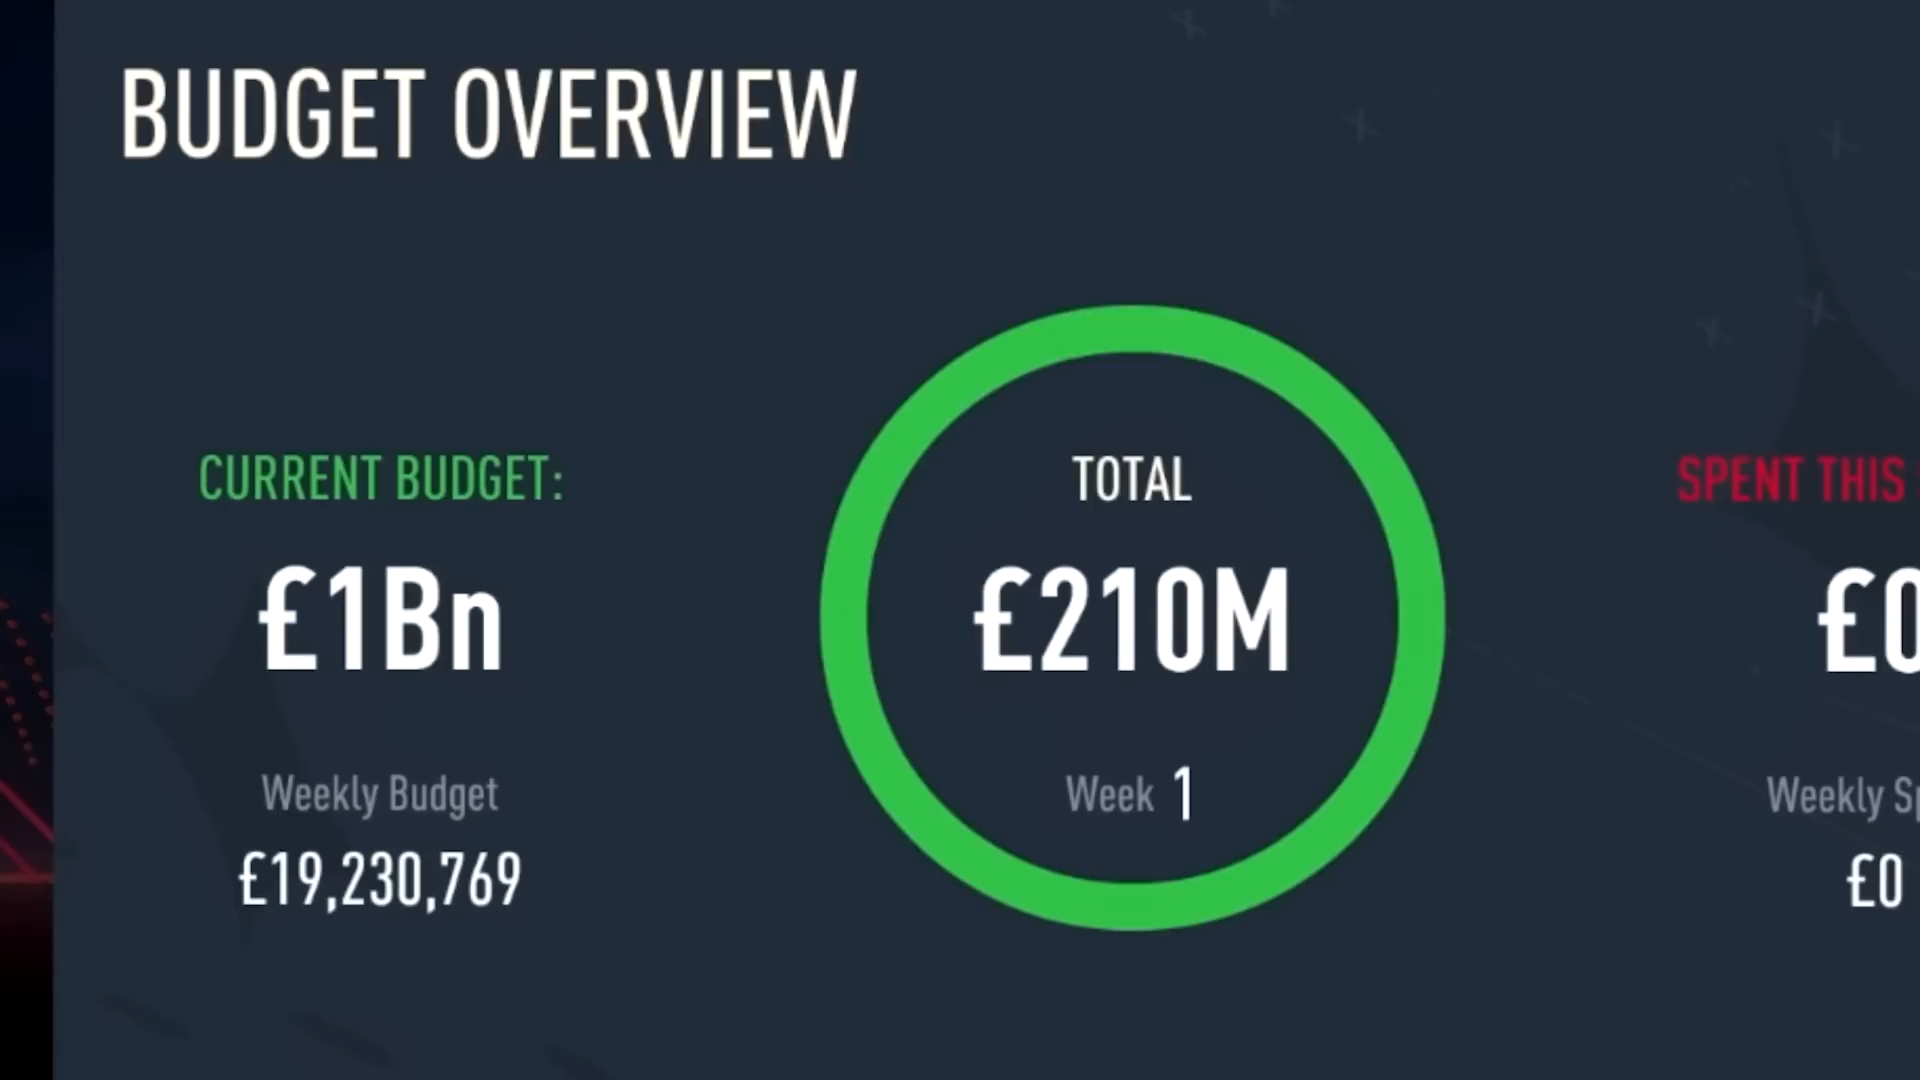 BUDGET OVERVIEW
CURRENT BUDGET:
£1Bn
Weekly Budget
£19,230,769
TOTAL
£210M
Week 1
SPENT THIS
£0
Weekly
£0